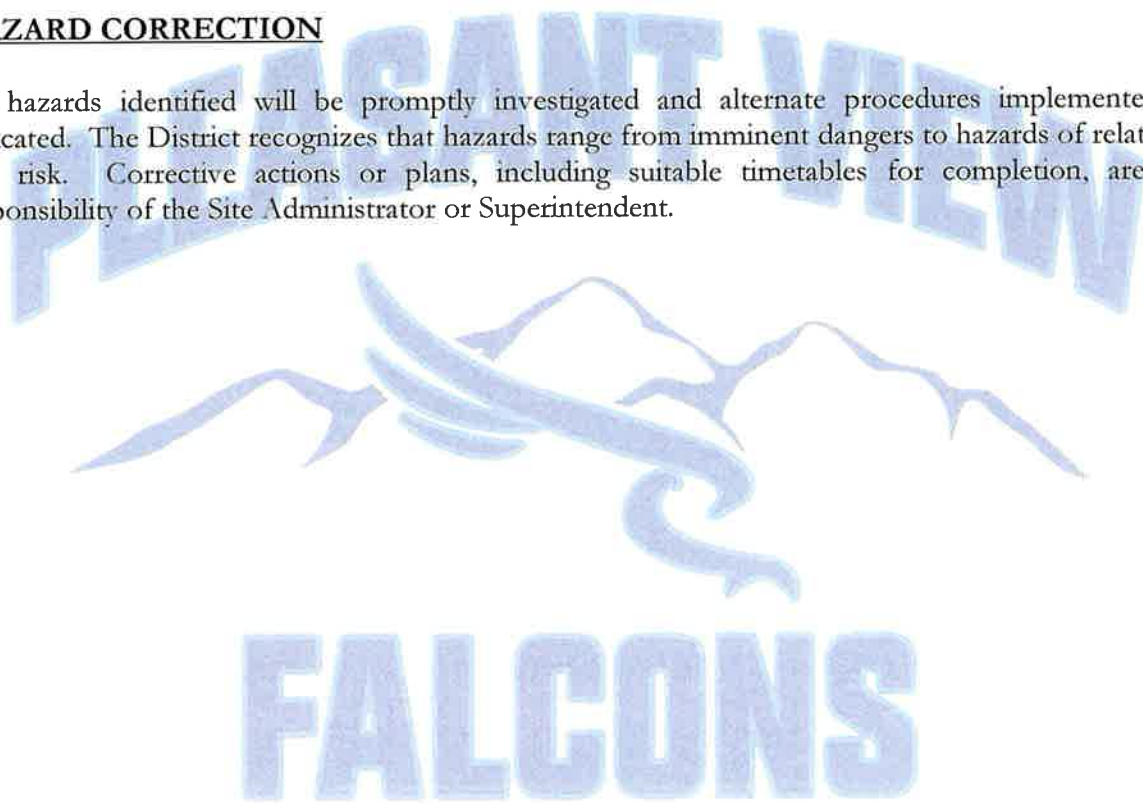 ZARD CORRECTION
hazards identified will be promptly investigated and alternate procedures implemente
cated. The District recognizes that hazards range from imminent dangers to hazards of relat
risk. Corrective actions or plans, including suitable timetables for completion, are
ponsibility of the Site Administrator or Superintendent.
PLEASANT VIEW
FALCONS